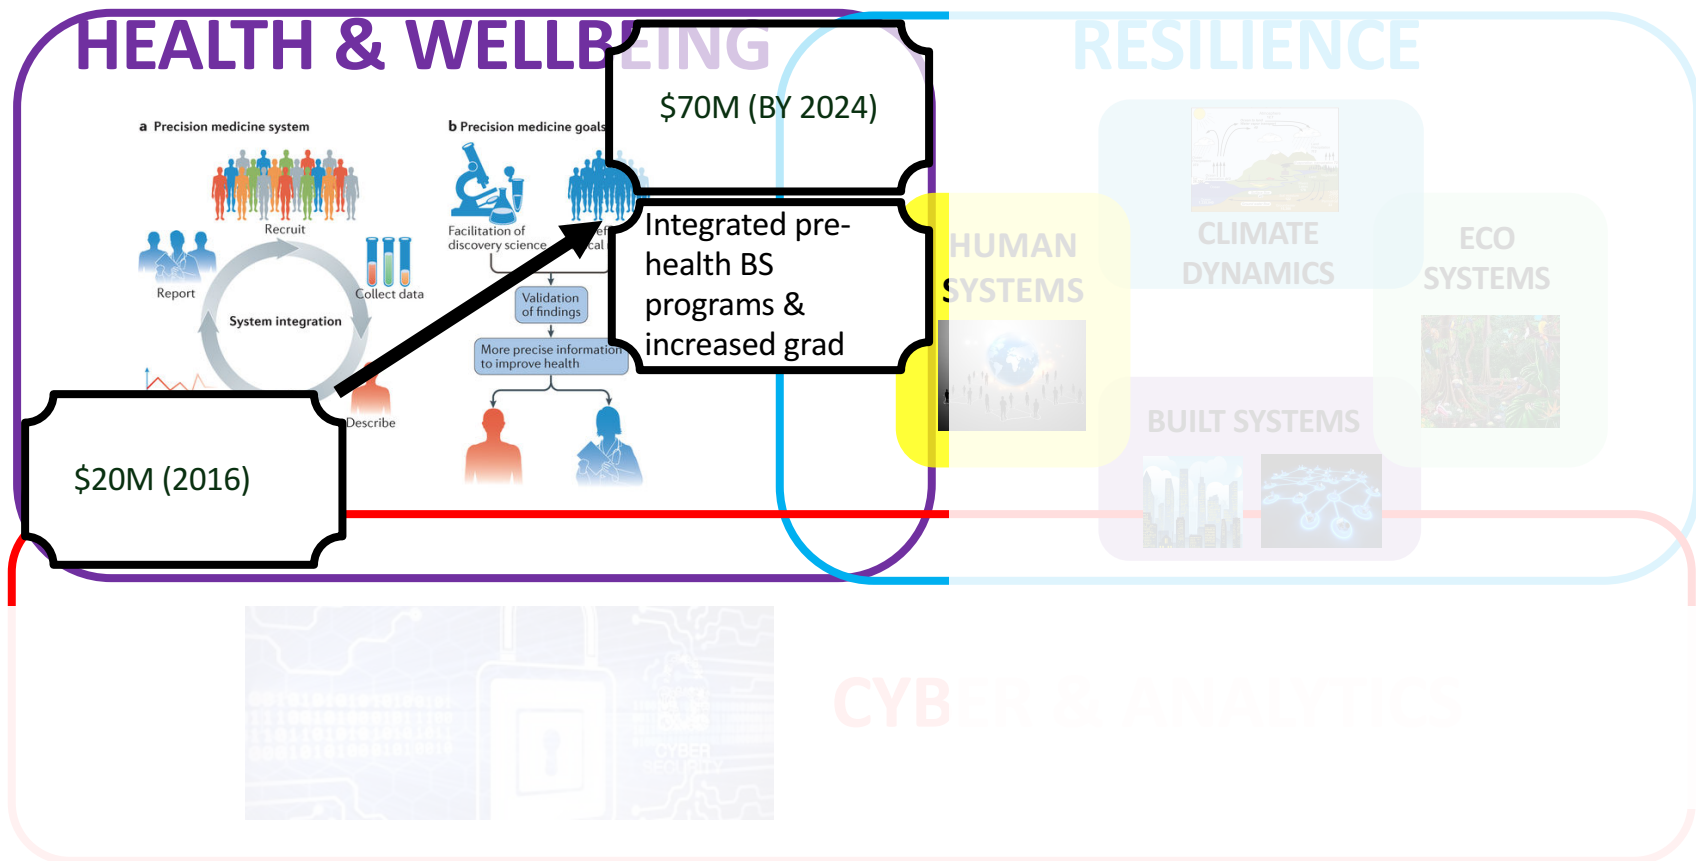 HEALTH & WELLBEING
RESILIENCE
$70M (BY 2024)
a Precision medicine system
b Precision medicine goals
Recruit
Report
Collect data
System integration
Describe
Facilitation of
discovery science
Validation
of findings
More precise information
to improve health
Integrated pre-
health BS
programs &
increased grad
$20M (2016)
HUMAN
SYSTEMS
CLIMATE
DYNAMICS
ECO
SYSTEMS
BUILT SYSTEMS
CYBER & ANALYTICS
CYBER
SECURITY